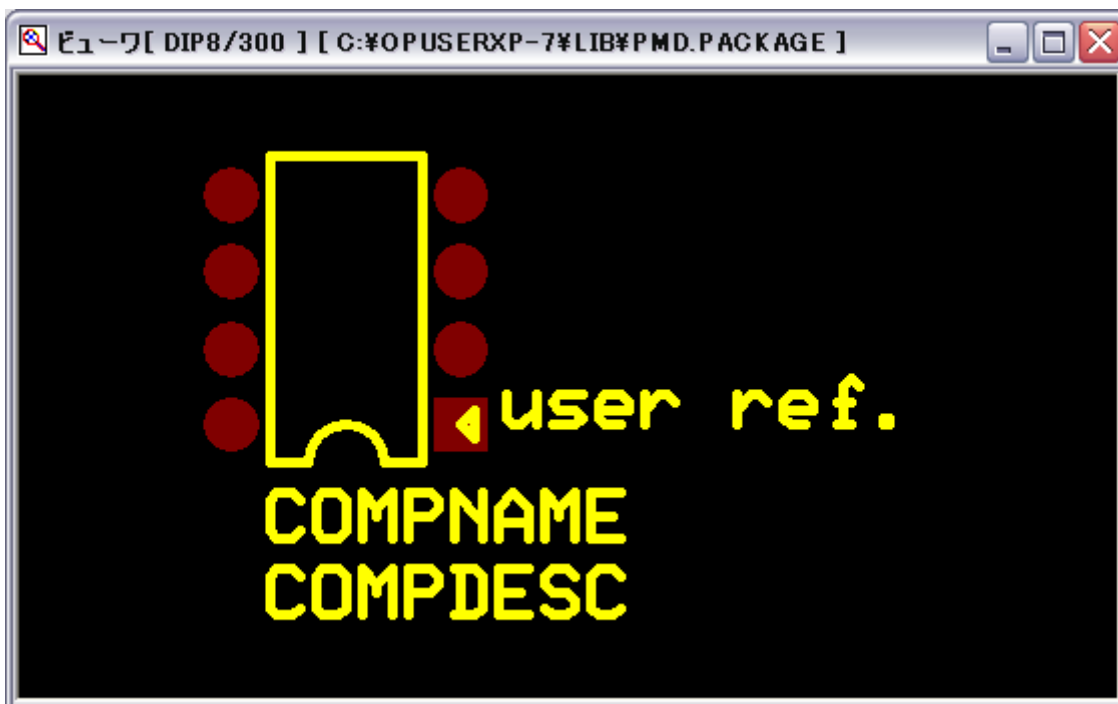 ビューワ[ DIP8/300 ] [ C:¥OPUSERXP-7¥LIB¥PMD.PACKAGE ]
user ref.
COMPNAME
COMPDESC